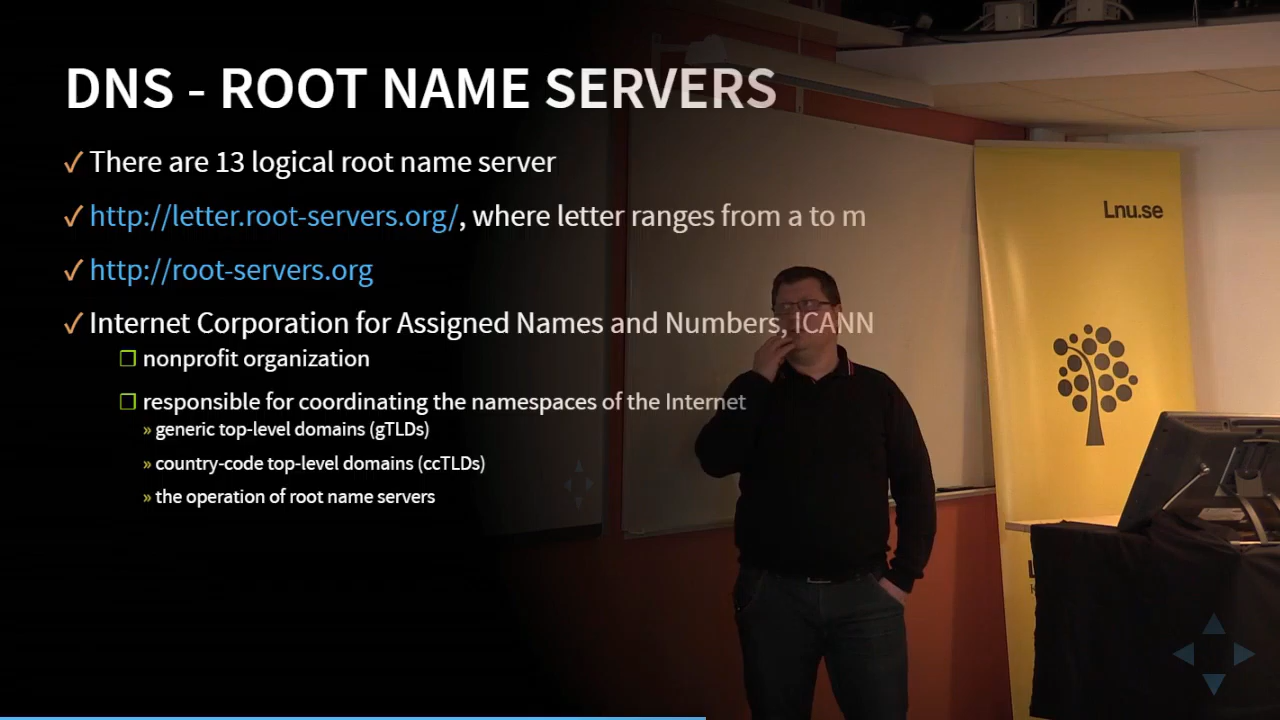 DNS - ROOT NAME SERVERS
✓ There are 13 logical root name server
✓ http://letter.root-servers.org/, where letter ranges from a to m
✓ http://root-servers.org
✓ Internet Corporation for Assigned Names and Numbers, ICANN
❒ nonprofit organization
❒ responsible for coordinating the namespaces of the Internet
» generic top-level domains (gTLDs)
» country-code top-level domains (ccTLDs)
» the operation of root name servers
Lnu.se